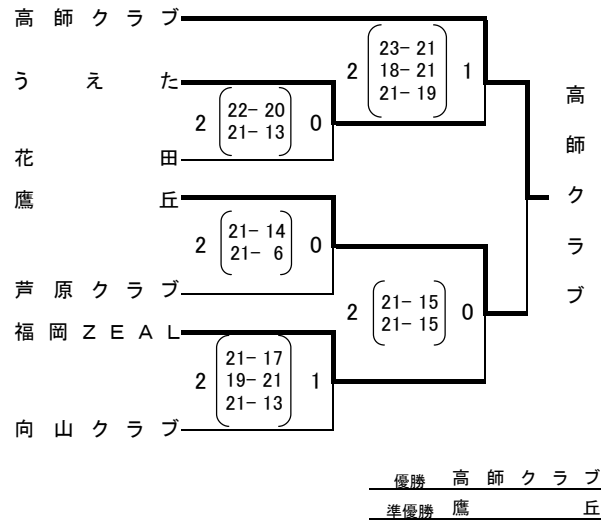 高師クラブ
2 23-21 1
18-21
21-19
うえた
2 22-20 0
21-13
花田
鷹丘
2 21-14 0
21-6
芦原クラブ
2 21-15 0
21-15
福岡ZEAL
2 21-17 1
19-21
21-13
向山クラブ
高師クラブ
優勝 高師クラブ
準優勝 鷹丘